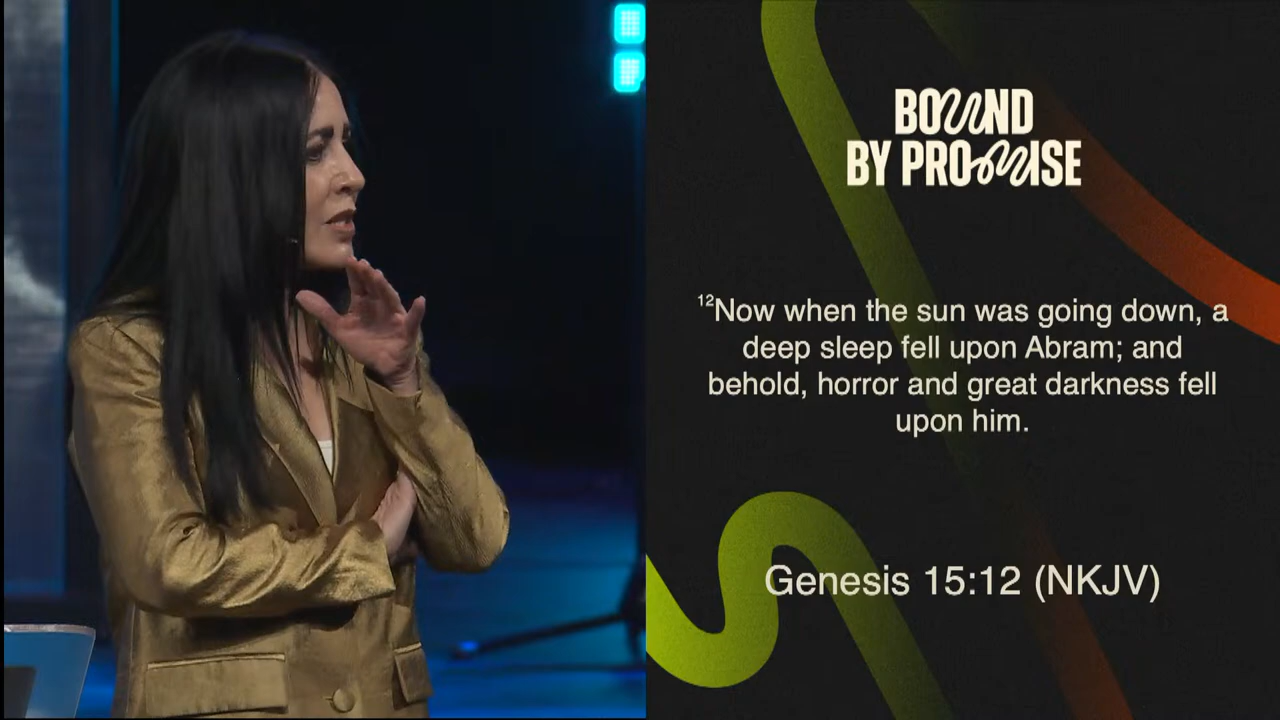 BOUND
BY PROMISE
¹²Now when the sun was going down, a
deep sleep fell upon Abram; and
behold, horror and great darkness fell
upon him.
Genesis 15:12 (NKJV)